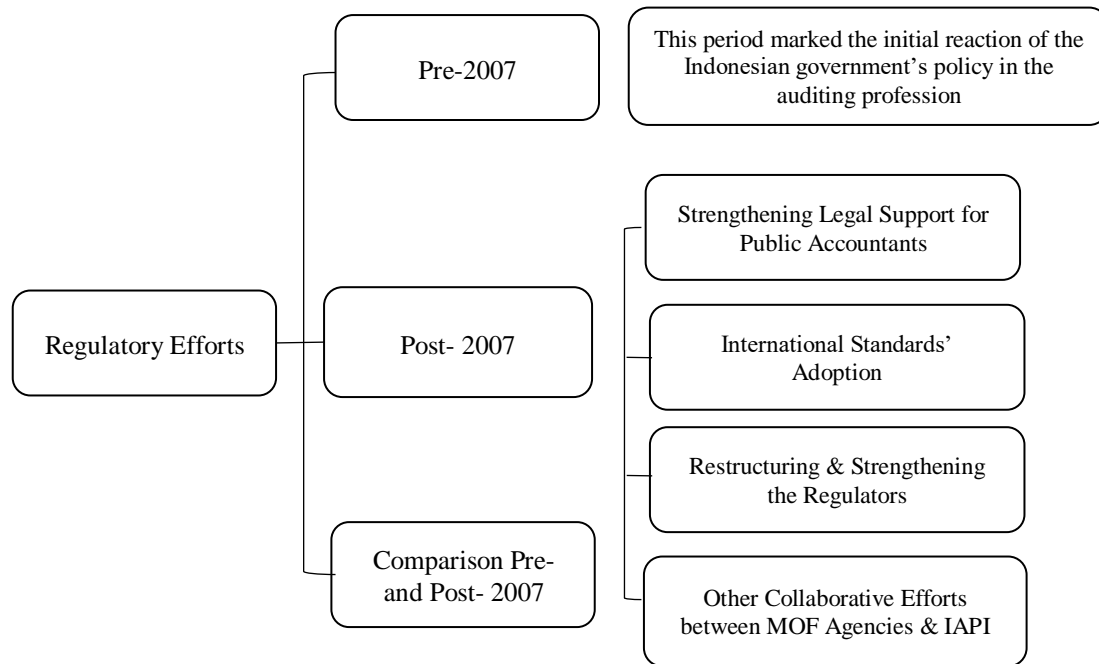 Pre-2007
This period marked the initial reaction of the
Indonesian government's policy in the
auditing profession
Regulatory Efforts
Post- 2007
Strengthening Legal Support for
Public Accountants
International Standards'
Adoption
Restructuring & Strengthening
the Regulators
Other Collaborative Efforts
between MOF Agencies & IAPI
Comparison Pre-
and Post- 2007